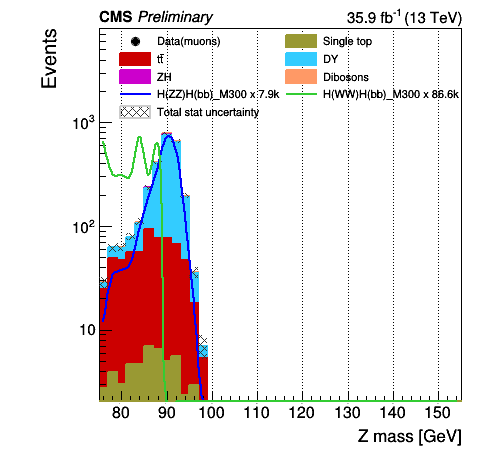 CMS Preliminary 35.9 fb⁻¹ (13 TeV)
Events
Data(muons) Single top
tt̄ DY
ZH Dibosons
H(ZZ)H(bb)_M300 x 7.9k H(WW)H(bb)_M300 x 86.6k
Total stat uncertainty
10³
10²
10
80 90 100 110 120 130 140 150
Z mass [GeV]